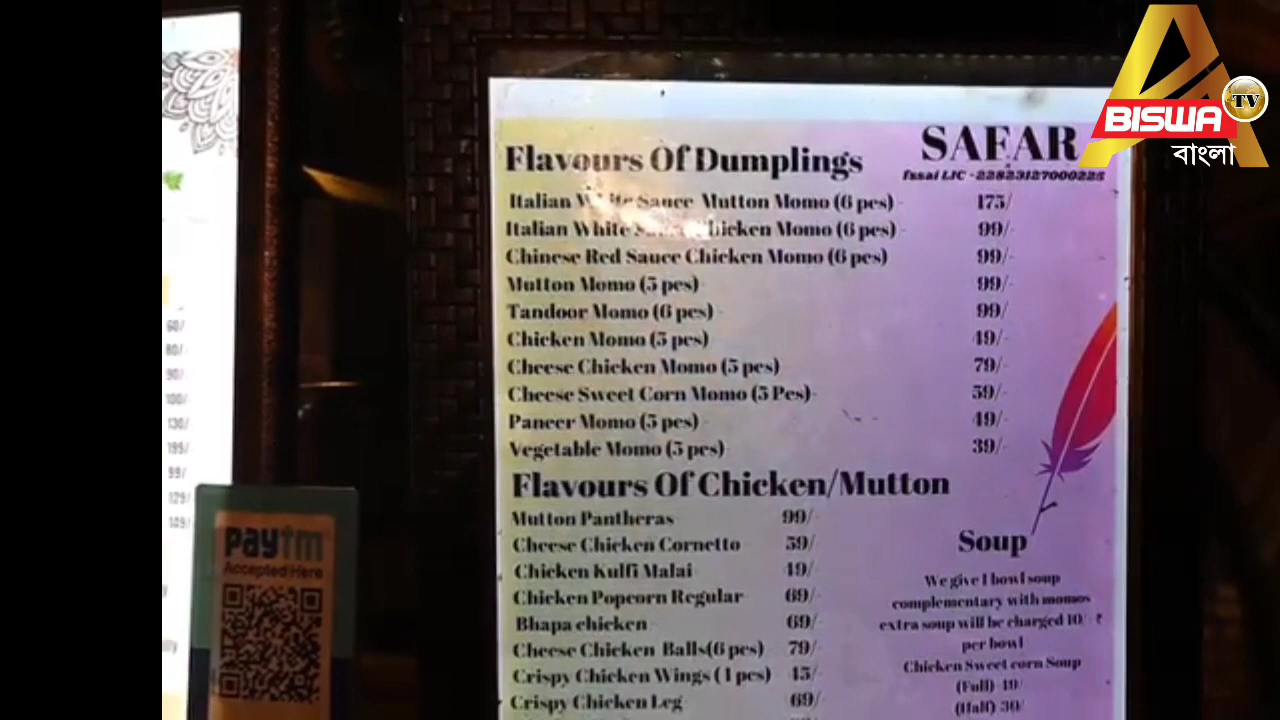 BISWA
TV
বাংলা
SAFAR
Flavours Of Dumplings
fssai LIC -22823127000225
Italian White Sauce Mutton Momo (6 pcs) - 175/
Italian White Chicken Momo (6 pcs) - 99/-
Chinese Red Sauce Chicken Momo (6 pcs) 99/-
Mutton Momo (5 pcs) 99/-
Tandoor Momo (6 pcs) - 99/
Chicken Momo (5 pcs) 49/-
Cheese Chicken Momo (5 pcs) 79/-
Cheese Sweet Corn Momo (5 Pcs)- 59/-
Paneer Momo (5 pcs) - 49/-
Vegetable Momo (5 pcs) 39/-
Flavours Of Chicken/Mutton
Mutton Pantheras 99/-
Cheese Chicken Cornetto 59/
Chicken Kulfi Malai 49/-
Chicken Popcorn Regular 69/-
Bhapa chicken 69/-
Cheese Chicken Balls(6 pcs) 79/
Crispy Chicken Wings (4 pcs) 45/-
Crispy Chicken Leg 69/-
Soup
We give 1 bowl soup
complementary with momos
extra soup will be charged 10/- ₹
per bowl
Chicken Sweet corn Soup
(Full) 49/
(Half) 30/
60/
80/-
90/-
100/
130/
199/
99/
129/
109/
paytm
Accepted Here